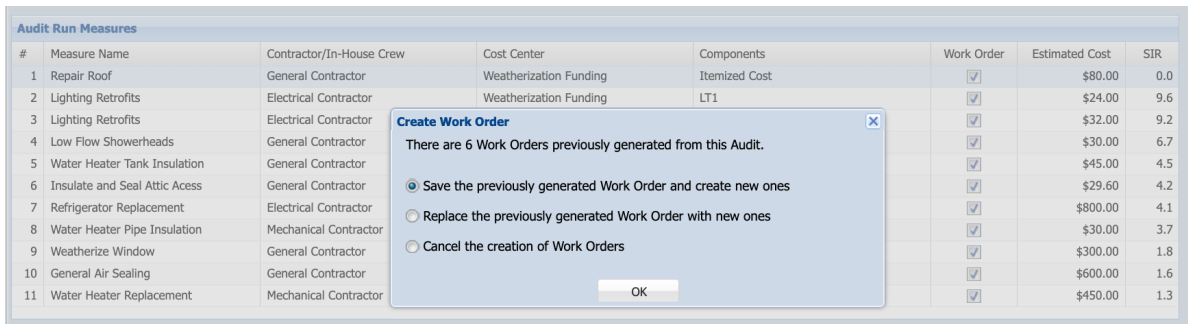 Audit Run Measures
# Measure Name Contractor/In-House Crew Cost Center Components Work Order Estimated Cost SIR
1 Repair Roof General Contractor Weatherization Funding Itemized Cost $80.00 0.0
2 Lighting Retrofits Electrical Contractor Weatherization Funding LT1 $24.00 9.6
3 Lighting Retrofits Electrical Contractor $32.00 9.2
4 Low Flow Showerheads General Contractor $30.00 6.7
5 Water Heater Tank Insulation General Contractor $45.00 4.5
6 Insulate and Seal Attic Acess General Contractor $29.60 4.2
7 Refrigerator Replacement Electrical Contractor $800.00 4.1
8 Water Heater Pipe Insulation Mechanical Contractor $30.00 3.7
9 Weatherize Window General Contractor $300.00 1.8
10 General Air Sealing General Contractor $600.00 1.6
11 Water Heater Replacement Mechanical Contractor $450.00 1.3
Create Work Order
There are 6 Work Orders previously generated from this Audit.
Save the previously generated Work Order and create new ones
Replace the previously generated Work Order with new ones
Cancel the creation of Work Orders
OK